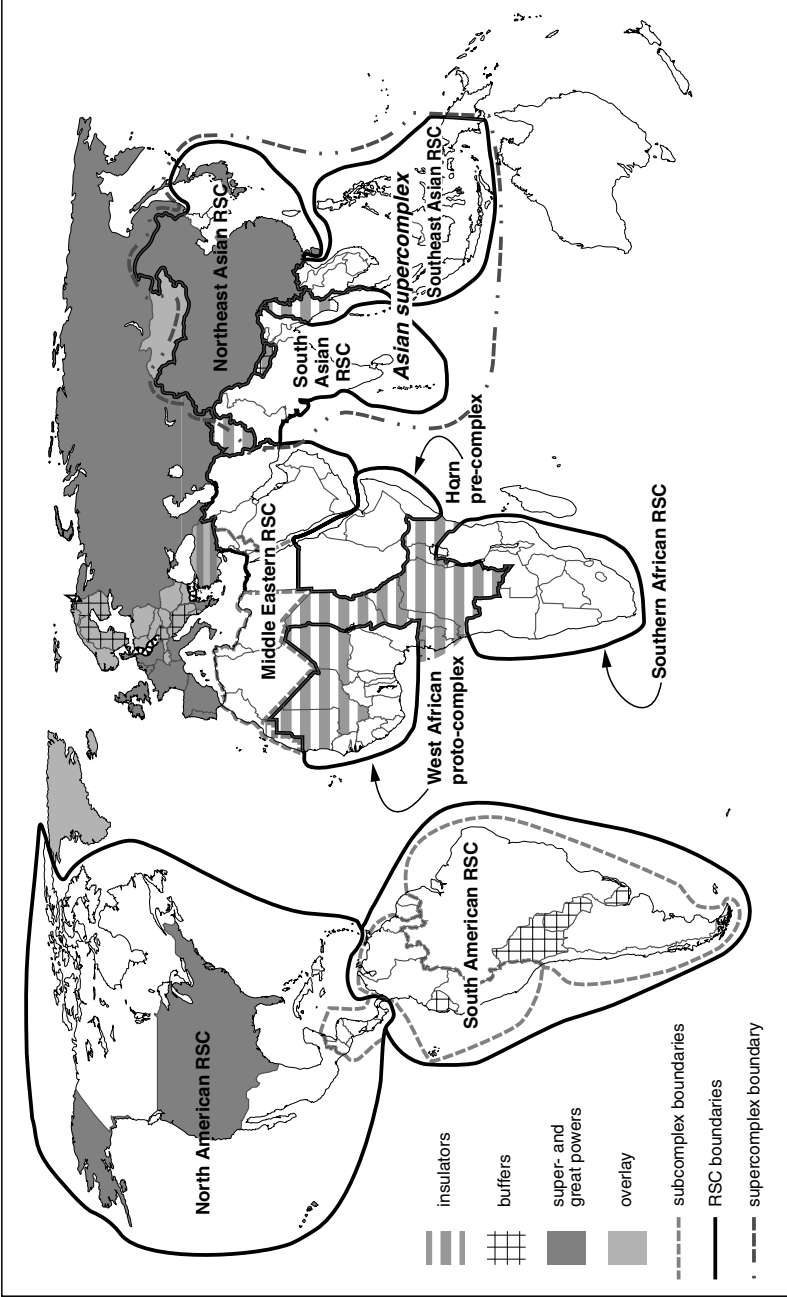 North American RSC
South American RSC
West African
proto-complex
Middle Eastern RSC
Southern African RSC
Horn
pre-complex
South
Asian
RSC
Northeast Asian RSC
Asian supercomplex
Southeast Asian RSC
insulators
buffers
super- and
great powers
overlay
subcomplex boundaries
RSC boundaries
supercomplex boundary